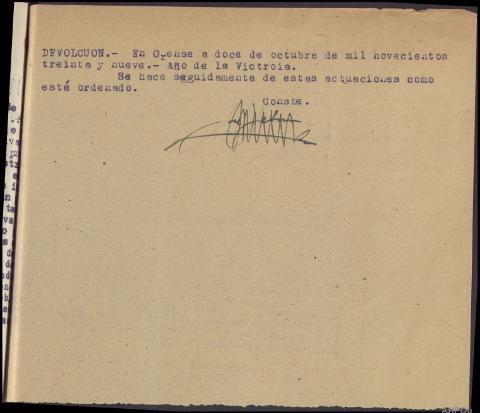 DEVOLCUON.- En Orense a doce de octubre de mil novecientos
treinta y nueve.- Año de la Victroia.
Se hace seguidamente de estas actuaciones como
está ordenado.
Conste.